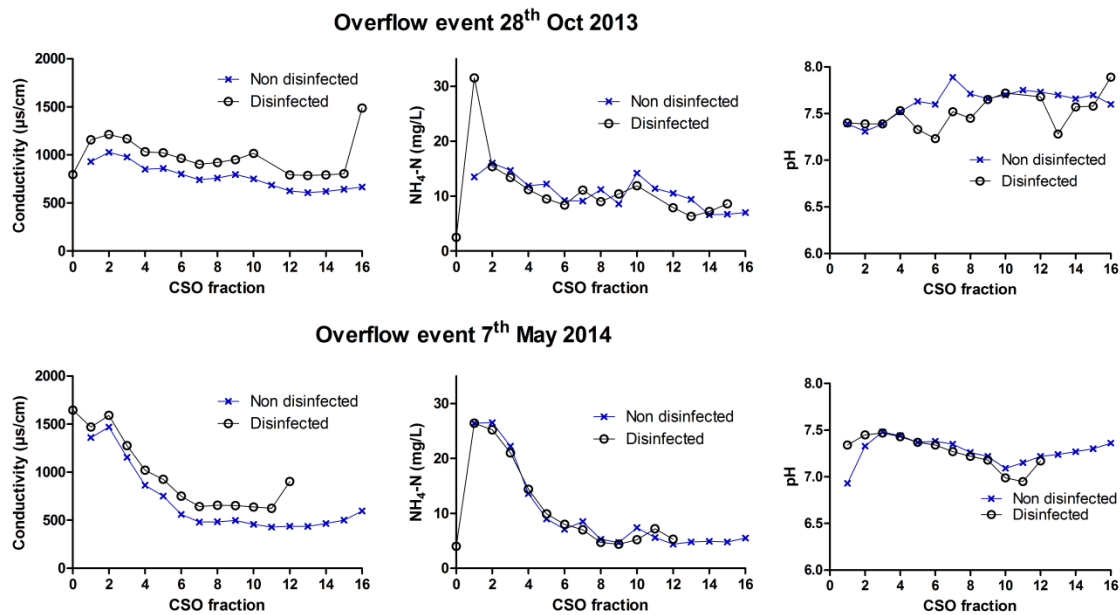 Overflow event 28th Oct 2013
Conductivity (µs/cm)
2000
1500
1000
500
0
Non disinfected
Disinfected
0 2 4 6 8 10 12 14 16
CSO fraction
NH4-N (mg/L)
30
20
10
0
Non disinfected
Disinfected
0 2 4 6 8 10 12 14 16
CSO fraction
pH
8.0
7.5
7.0
6.5
6.0
Non disinfected
Disinfected
0 2 4 6 8 10 12 14 16
CSO fraction
Overflow event 7th May 2014
Conductivity (µs/cm)
2000
1500
1000
500
0
Non disinfected
Disinfected
0 2 4 6 8 10 12 14 16
CSO fraction
NH4-N (mg/L)
30
20
10
0
Non disinfected
Disinfected
0 2 4 6 8 10 12 14 16
CSO fraction
pH
8.0
7.5
7.0
6.5
6.0
Non disinfected
Disinfected
0 2 4 6 8 10 12 14 16
CSO fraction